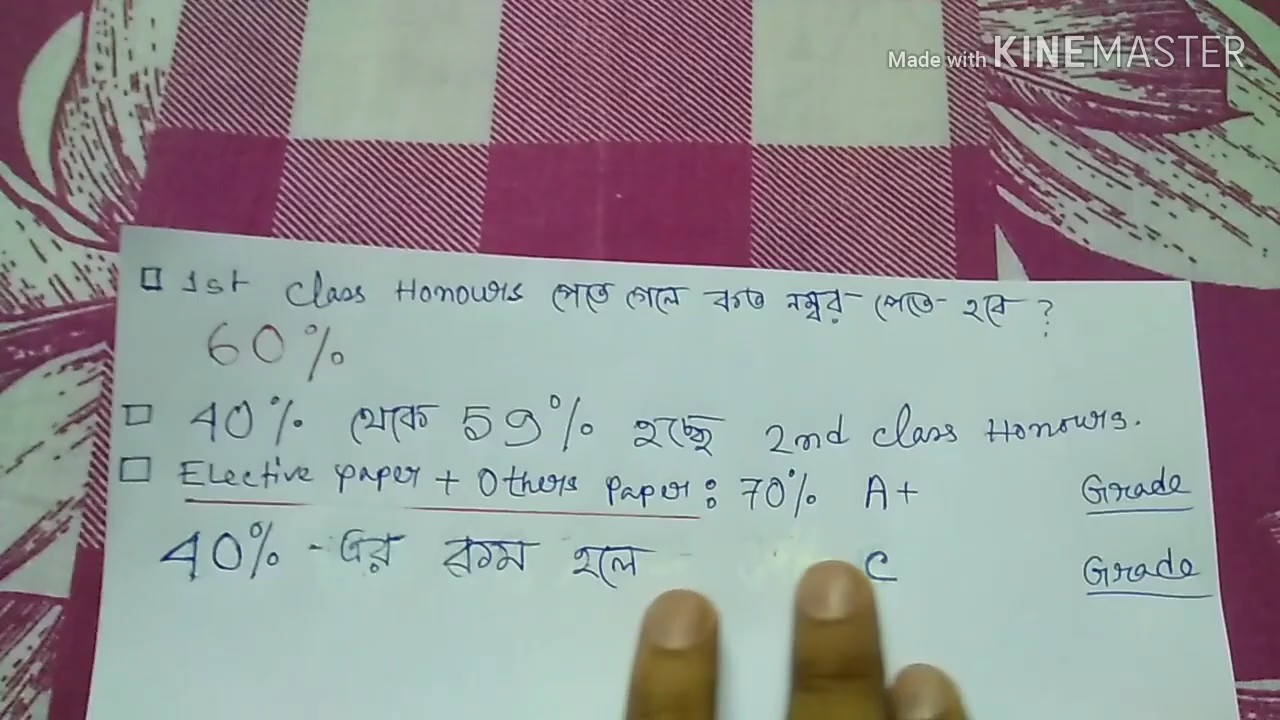 Made with KINEMASTER
1st Class Honours পেতে গেলে কত নম্বর পেতে হবে ?
60%
40% থেকে 59% হচ্ছে 2nd Class Honours.
Elective paper + Others Paper : 70% A+ Grade
40% - এর কম হলে C Grade